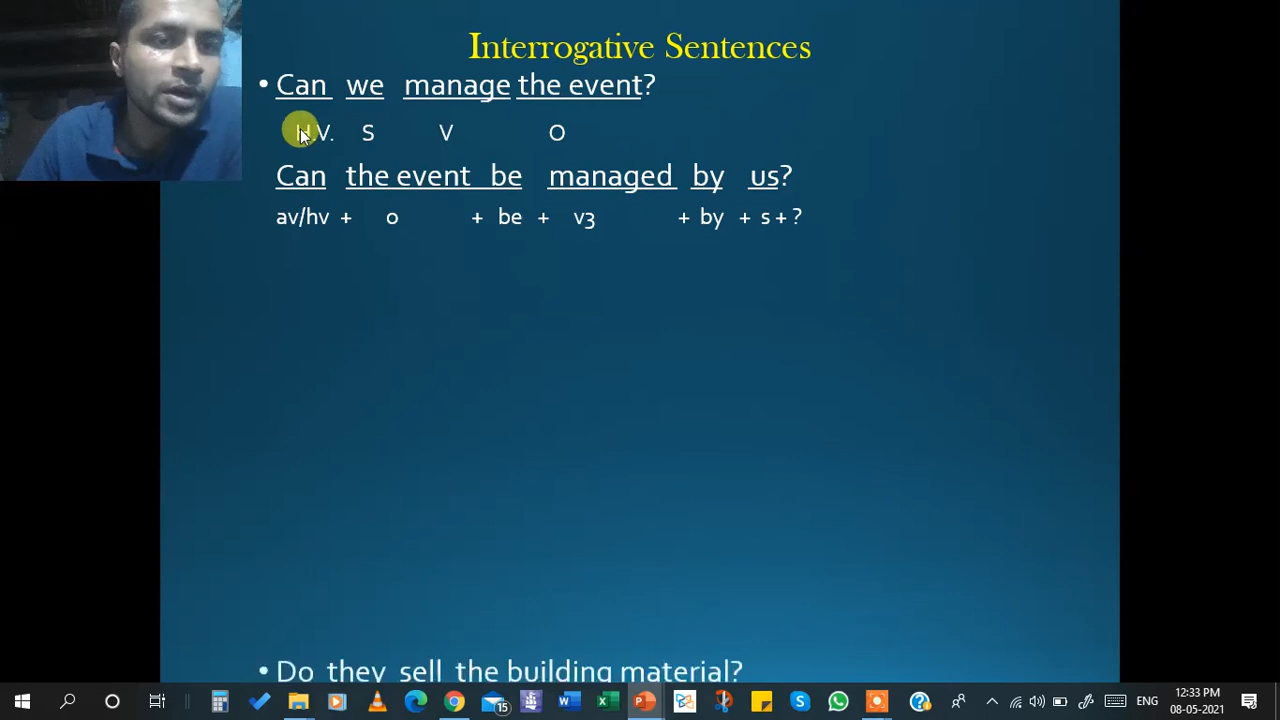 Interrogative Sentences
• Can we manage the event?
H.V. S V O
Can the event be managed by us?
av/hv + o + be + v3 + by + s + ?
• Do they sell the building material?
15
ENG
12:33 PM
08-05-2021